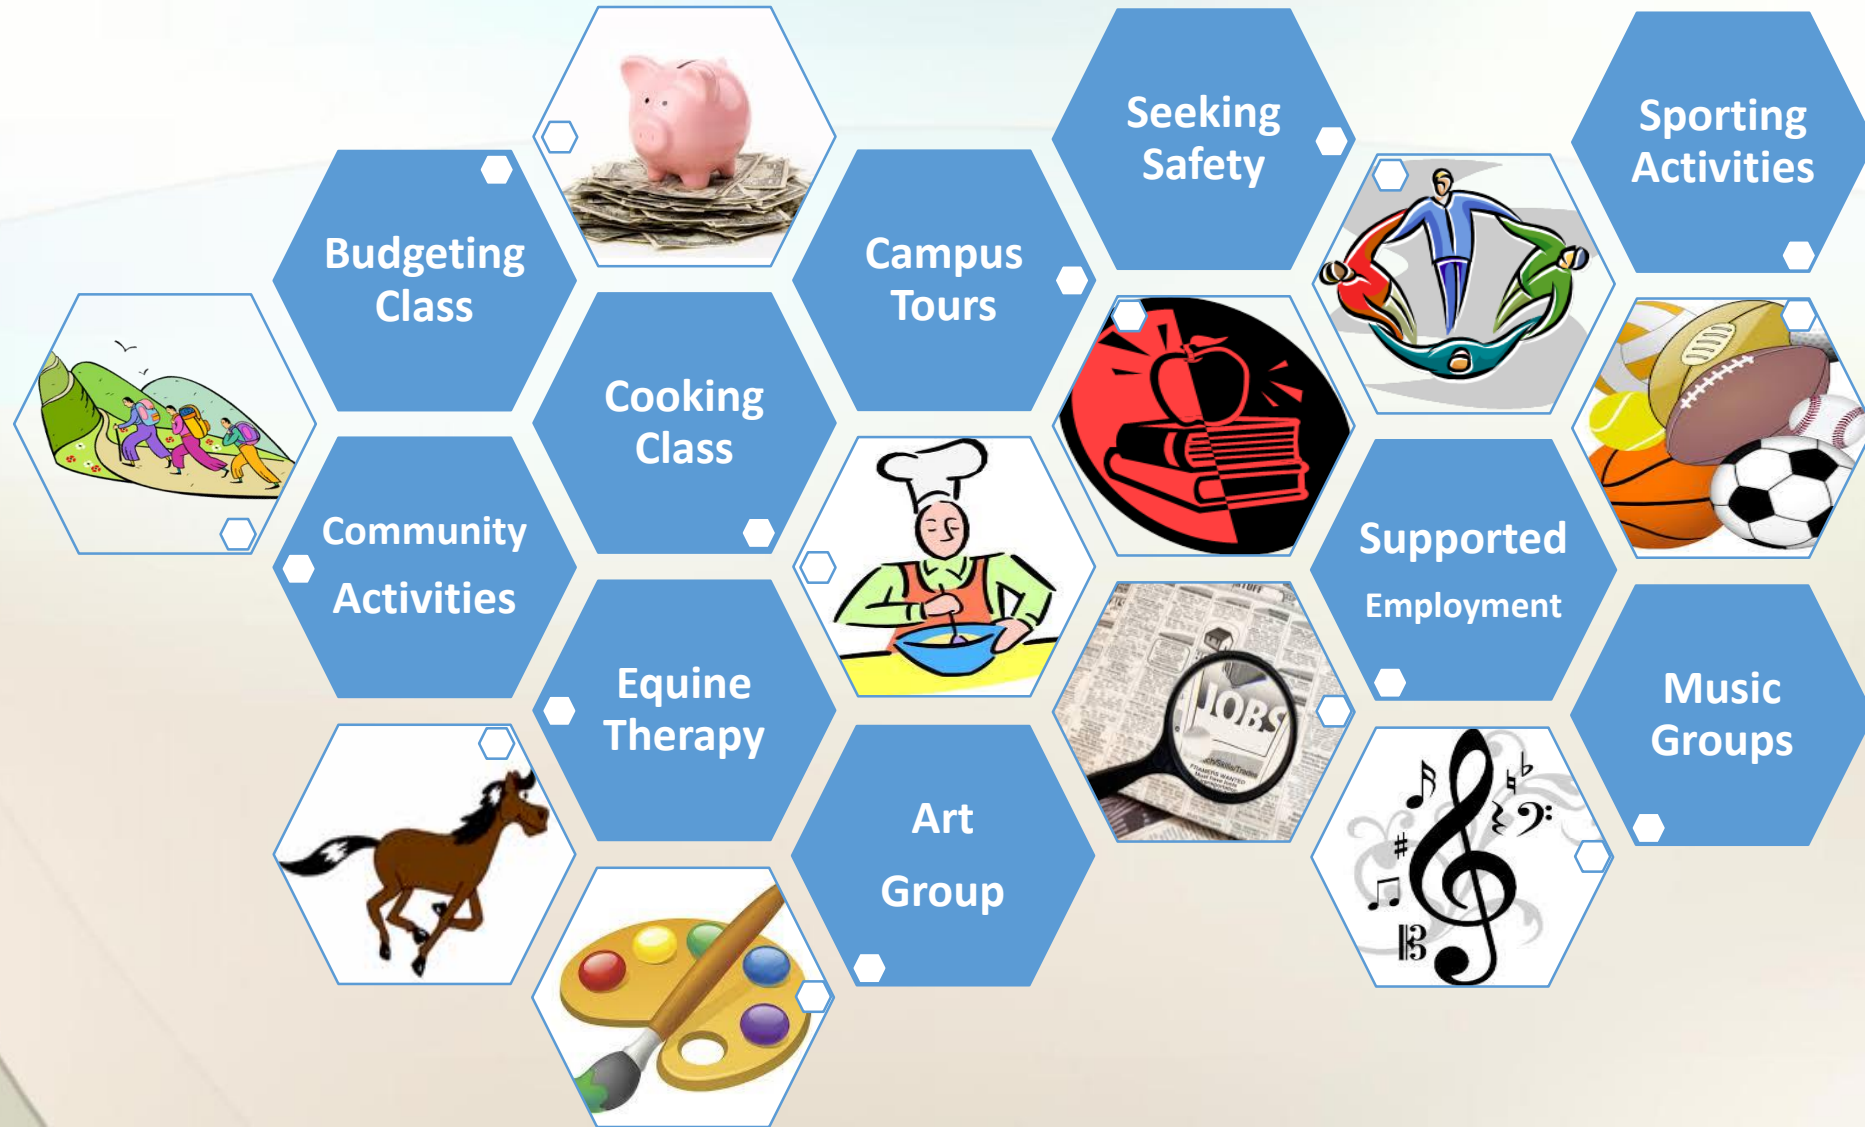 Budgeting
Class
Cooking
Class
Campus
Tours
Seeking
Safety
Sporting
Activities
Community
Activities
Equine
Therapy
Art
Group
Supported
Employment
Music
Groups
JOBS